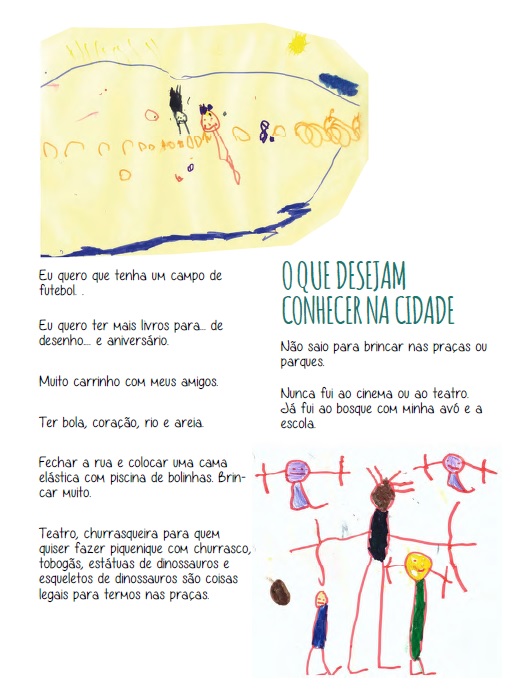 Eu quero que tenha um campo de
futebol. .
Eu quero ter mais livros para... de
desenho.... e aniversário.
Muito carrinho com meus amigos.
Ter bola, coração, rio e areia.
Fechar a rua e colocar uma cama
elástica com piscina de bolinhas. Brin-
car muito.
Teatro, churrasqueira para quem
quiser fazer piquenique com churrasco,
tobogãs, estátuas de dinossauros e
esqueletos de dinossauros são coisas
legais para termos nas praças.
O QUE DESEJAM
CONHECER NA CIDADE
Não saio para brincar nas praças ou
parques.
Nunca fui ao cinema ou ao teatro.
Já fui ao bosque com minha avó e a
escola.